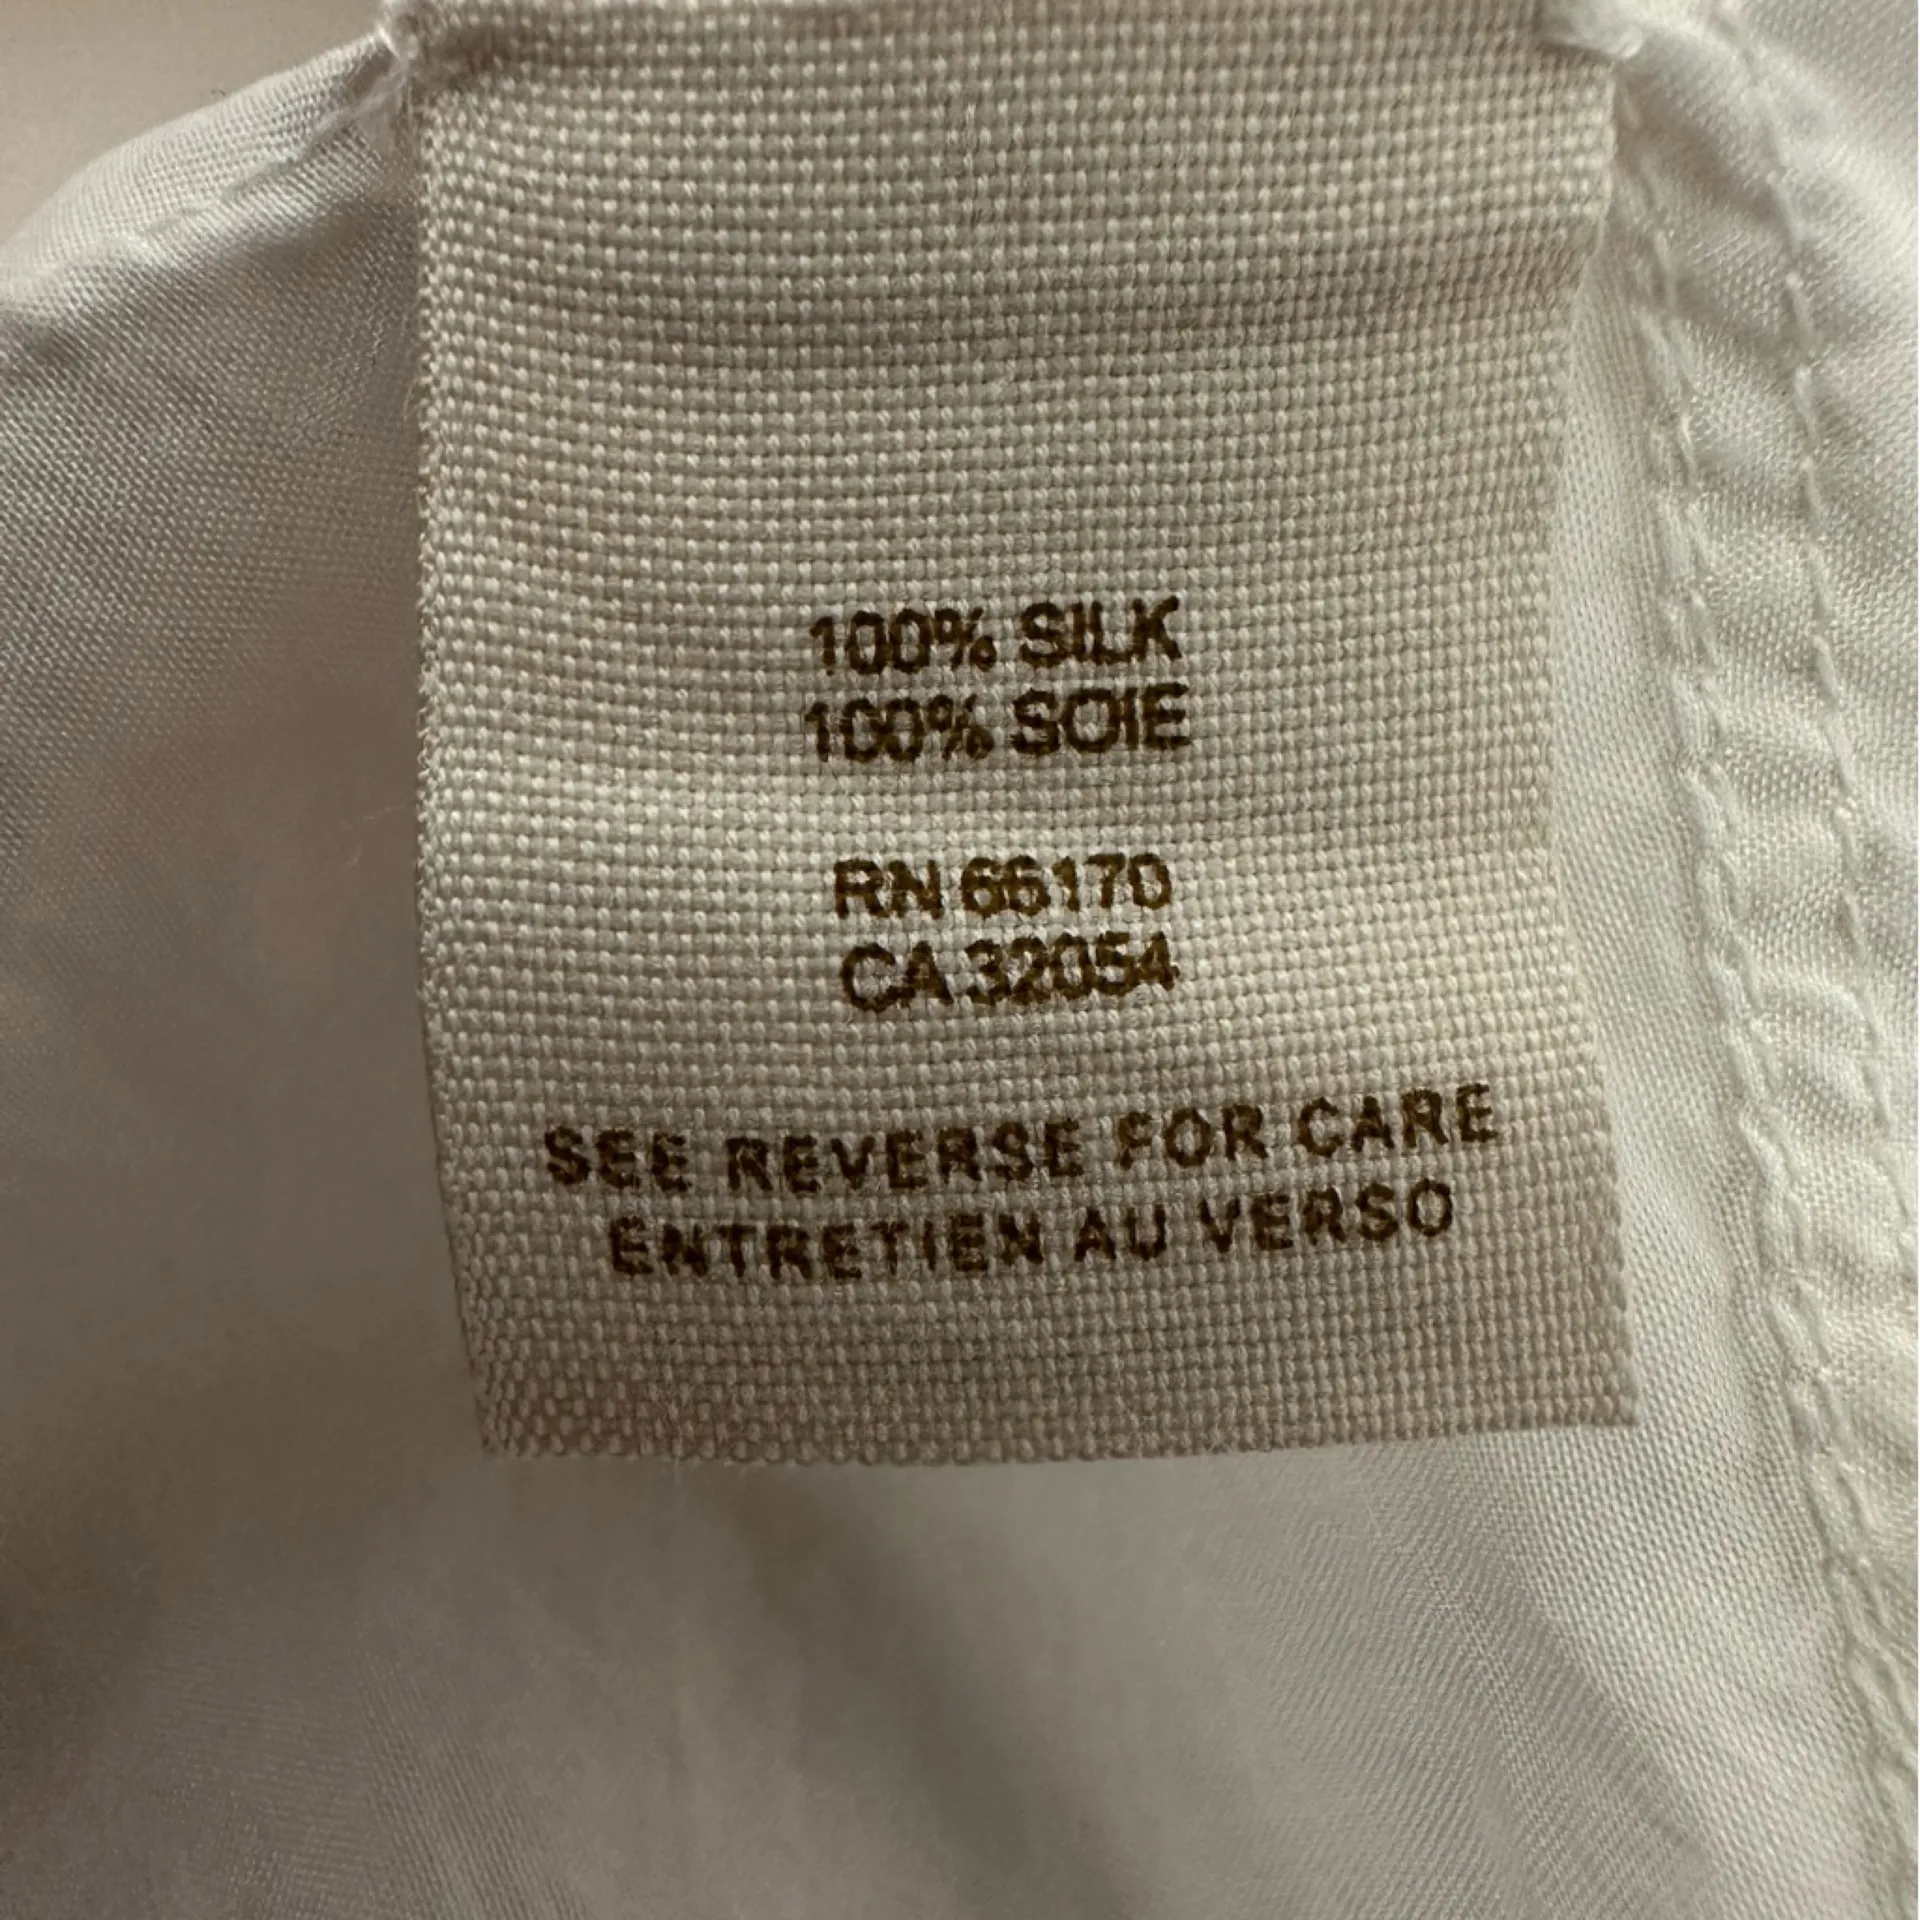 100% SILK
100% SOIE
RN 66170
CA 32054
SEE REVERSE FOR CARE
ENTRETIEN AU VERSO